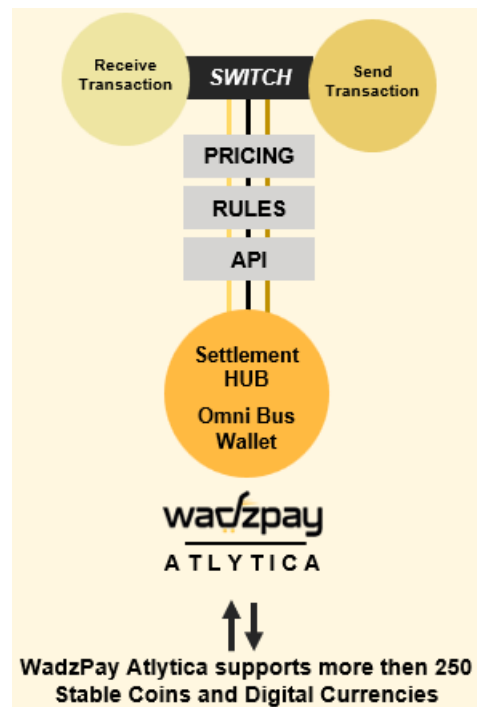 Receive
Transaction
SWITCH
Send
Transaction
PRICING
RULES
API
Settlement
HUB
Omni Bus
Wallet
wadzpay
ATLYTICA
WadzPay Atlytica supports more then 250
Stable Coins and Digital Currencies